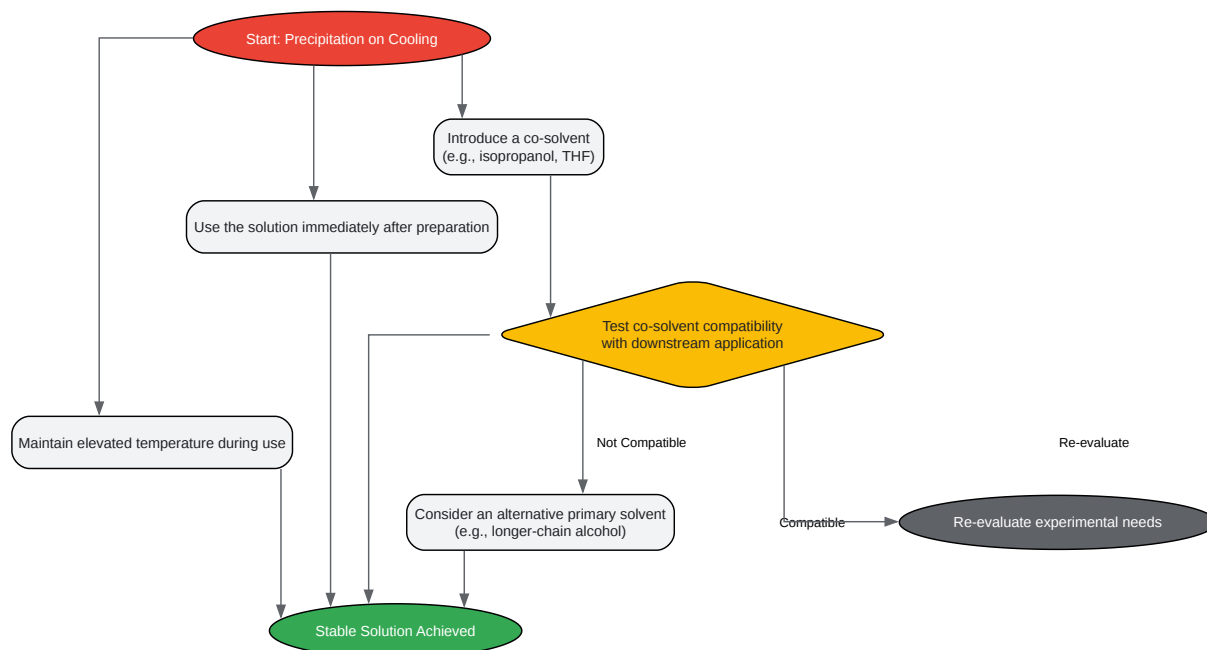 Start: Precipitation on Cooling
Introduce a co-solvent
(e.g., isopropanol, THF)
Use the solution immediately after preparation
Test co-solvent compatibility
with downstream application
Maintain elevated temperature during use
Not Compatible
Re-evaluate
Consider an alternative primary solvent
(e.g., longer-chain alcohol)
Compatible
Re-evaluate experimental needs
Stable Solution Achieved